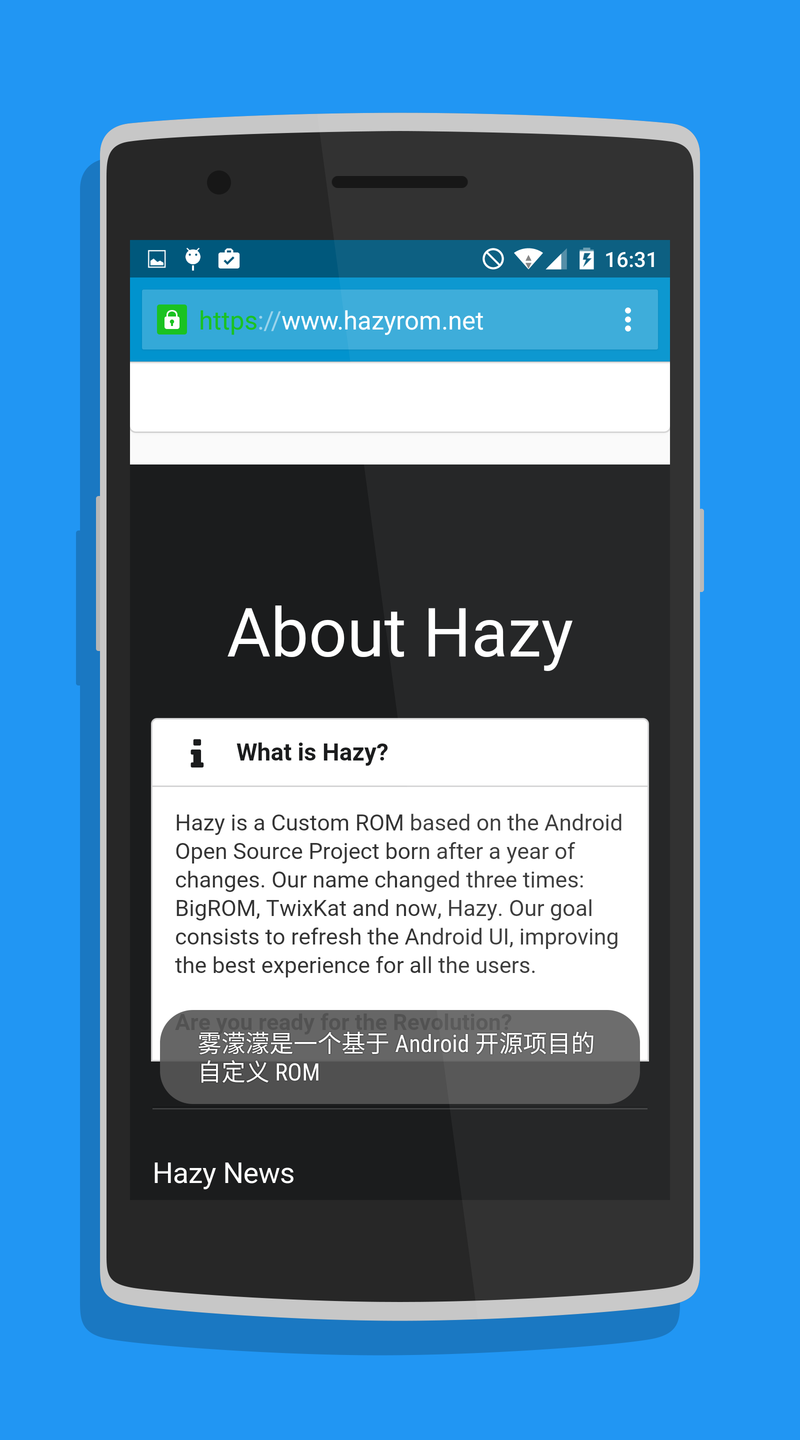 16:31
https://www.hazyrom.net
About Hazy
What is Hazy?
Hazy is a Custom ROM based on the Android
Open Source Project born after a year of
changes. Our name changed three times:
BigROM, TwixKat and now, Hazy. Our goal
consists to refresh the Android UI, improving
the best experience for all the users.
Are you ready for the Revolution?
雾濛濛是一个基于 Android 开源项目的
自定义 ROM
Hazy News